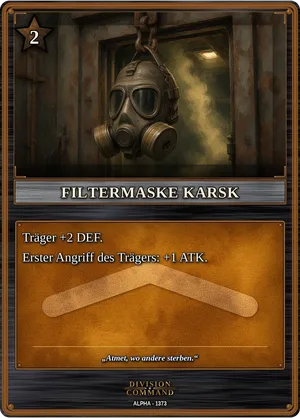 2
FILTERMASKE KARSK
Träger +2 DEF.
Erster Angriff des Trägers: +1 ATK.
„Atmet, wo andere sterben.“
DIVISION
COMMAND
ALPHA - 1373